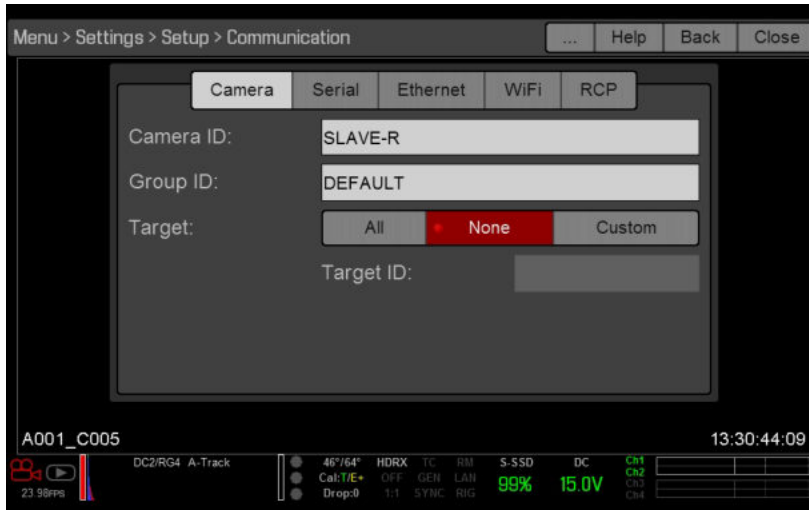 Menu > Settings > Setup > Communication ... Help Back Close
Camera Serial Ethernet WiFi RCP
Camera ID: SLAVE-R
Group ID: DEFAULT
Target: All None Custom
Target ID:
A001_C005 13:30:44:09
DC2/RG4 A-Track 46°/64° HDRX TC RM S-SSD DC Ch1
Cal:T/E+ OFF GEN LAN 99% 15.0V Ch2
23.98FPS Drop:0 1:1 SYNC RIG Ch3
Ch4